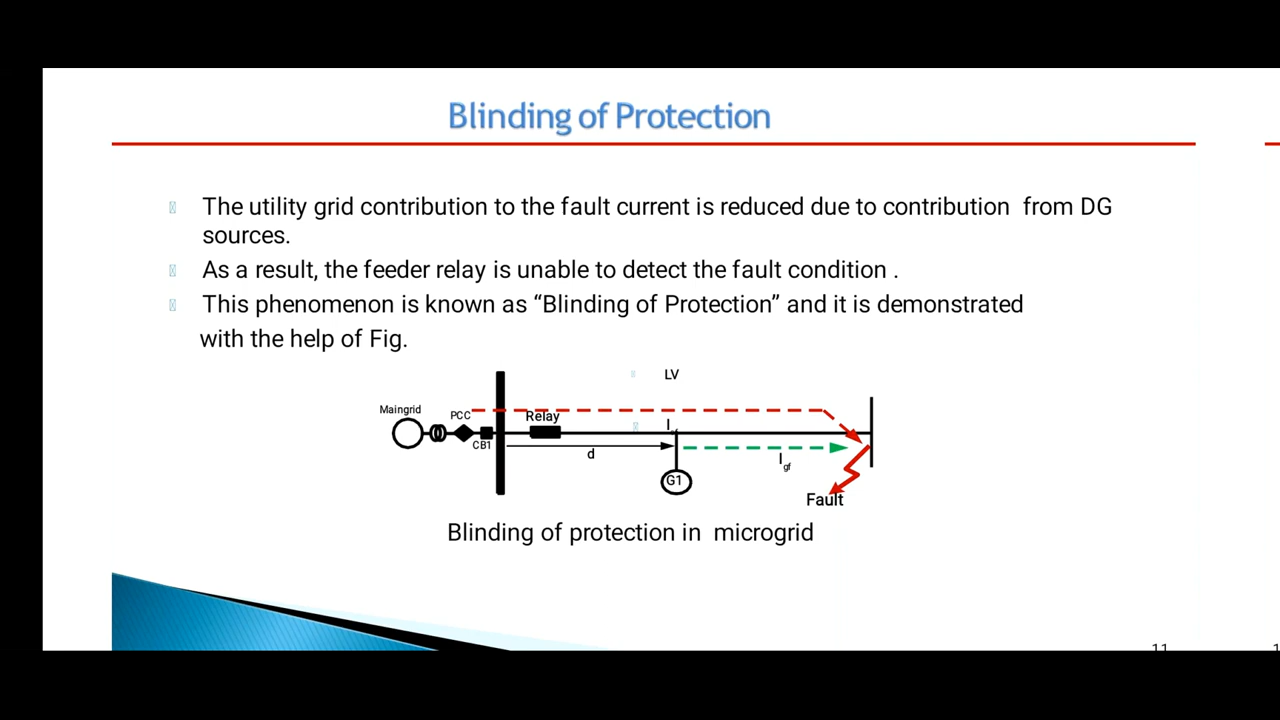 Blinding of Protection
The utility grid contribution to the fault current is reduced due to contribution from DG
sources.
As a result, the feeder relay is unable to detect the fault condition .
This phenomenon is known as “Blinding of Protection” and it is demonstrated
with the help of Fig.
LV
Maingrid
PCC
Relay
I
CB1
d
Igf
G1
Fault
Blinding of protection in microgrid
11